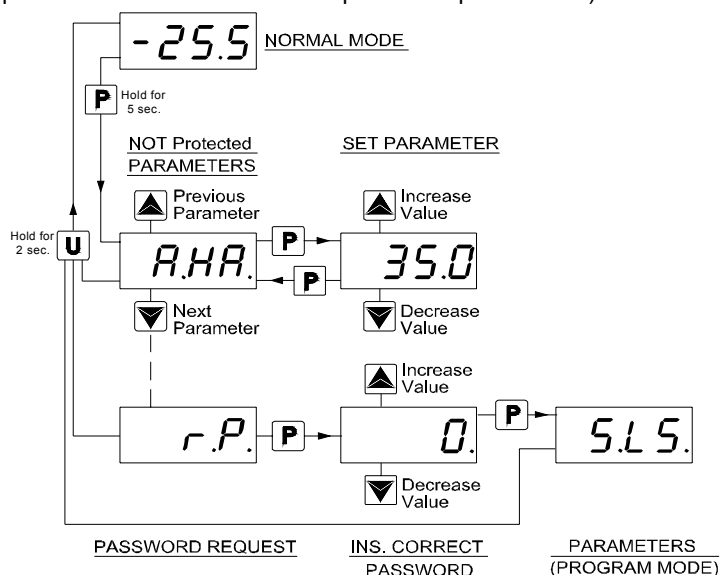 -25.5 NORMAL MODE
P Hold for
5 sec.
NOT Protected
PARAMETERS
SET PARAMETER
Previous
Parameter
Increase
Value
Hold for
2 sec.
U
A.HA.
P
P
35.0
Next
Parameter
Decrease
Value
Increase
Value
r.P.
P
0.
P
S.LS.
Decrease
Value
PASSWORD REQUEST
INS. CORRECT
PASSWORD
PARAMETERS
(PROGRAM MODE)